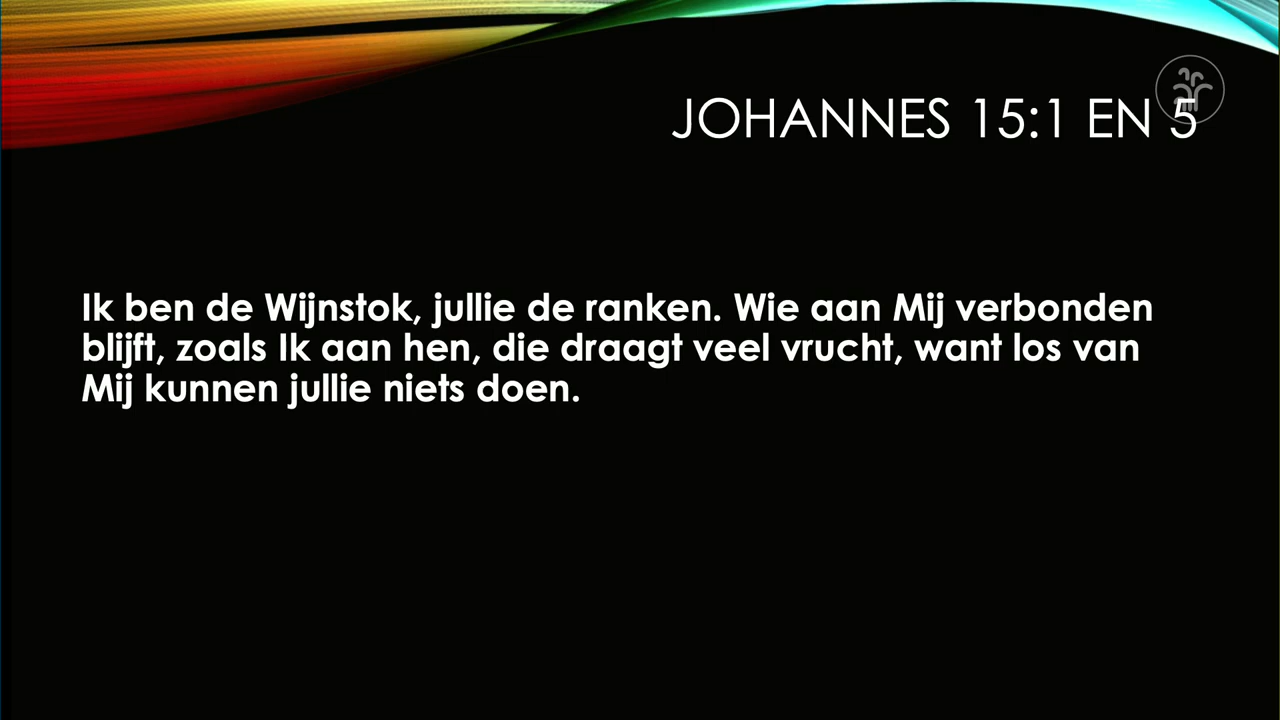 JOHANNES 15:1 EN 5
Ik ben de Wijnstok, jullie de ranken. Wie aan Mij verbonden
blijft, zoals Ik aan hen, die draagt veel vrucht, want los van
Mij kunnen jullie niets doen.